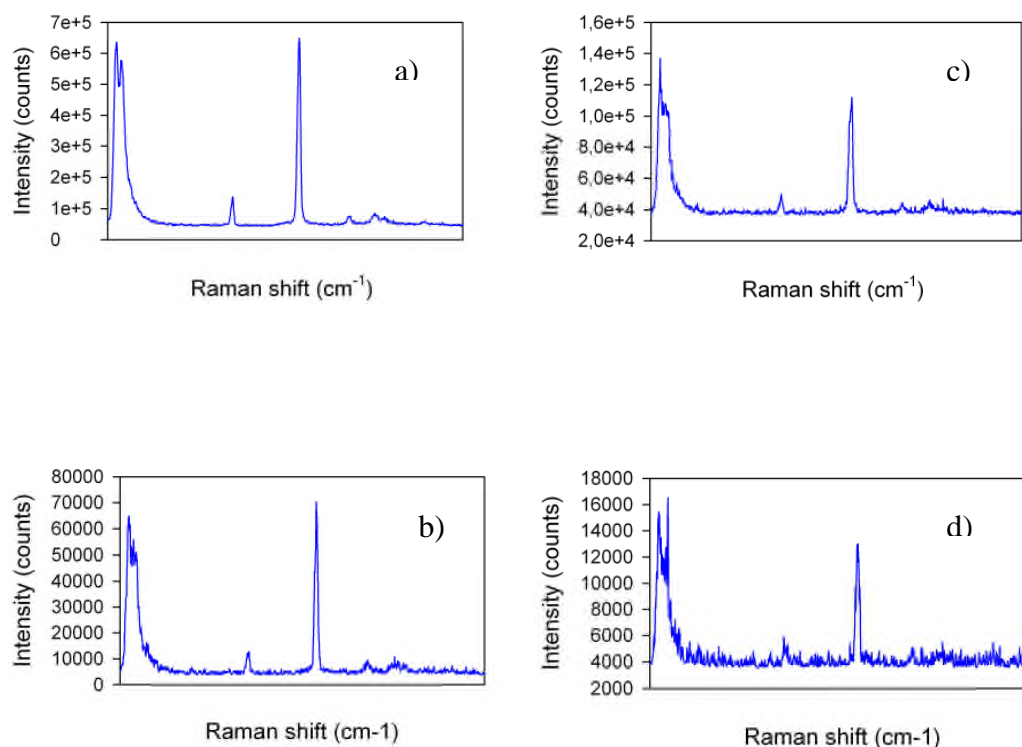 7e+5
6e+5
5e+5
4e+5
3e+5
2e+5
1e+5
0
Intensity (counts)
a)
Raman shift (cm-1)
1,6e+5
1,4e+5
1,2e+5
1,0e+5
8,0e+4
6,0e+4
4,0e+4
2,0e+4
Intensity (counts)
c)
Raman shift (cm-1)
80000
70000
60000
50000
40000
30000
20000
10000
0
Intensity (counts)
b)
Raman shift (cm-1)
18000
16000
14000
12000
10000
8000
6000
4000
2000
Intensity (counts)
d)
Raman shift (cm-1)